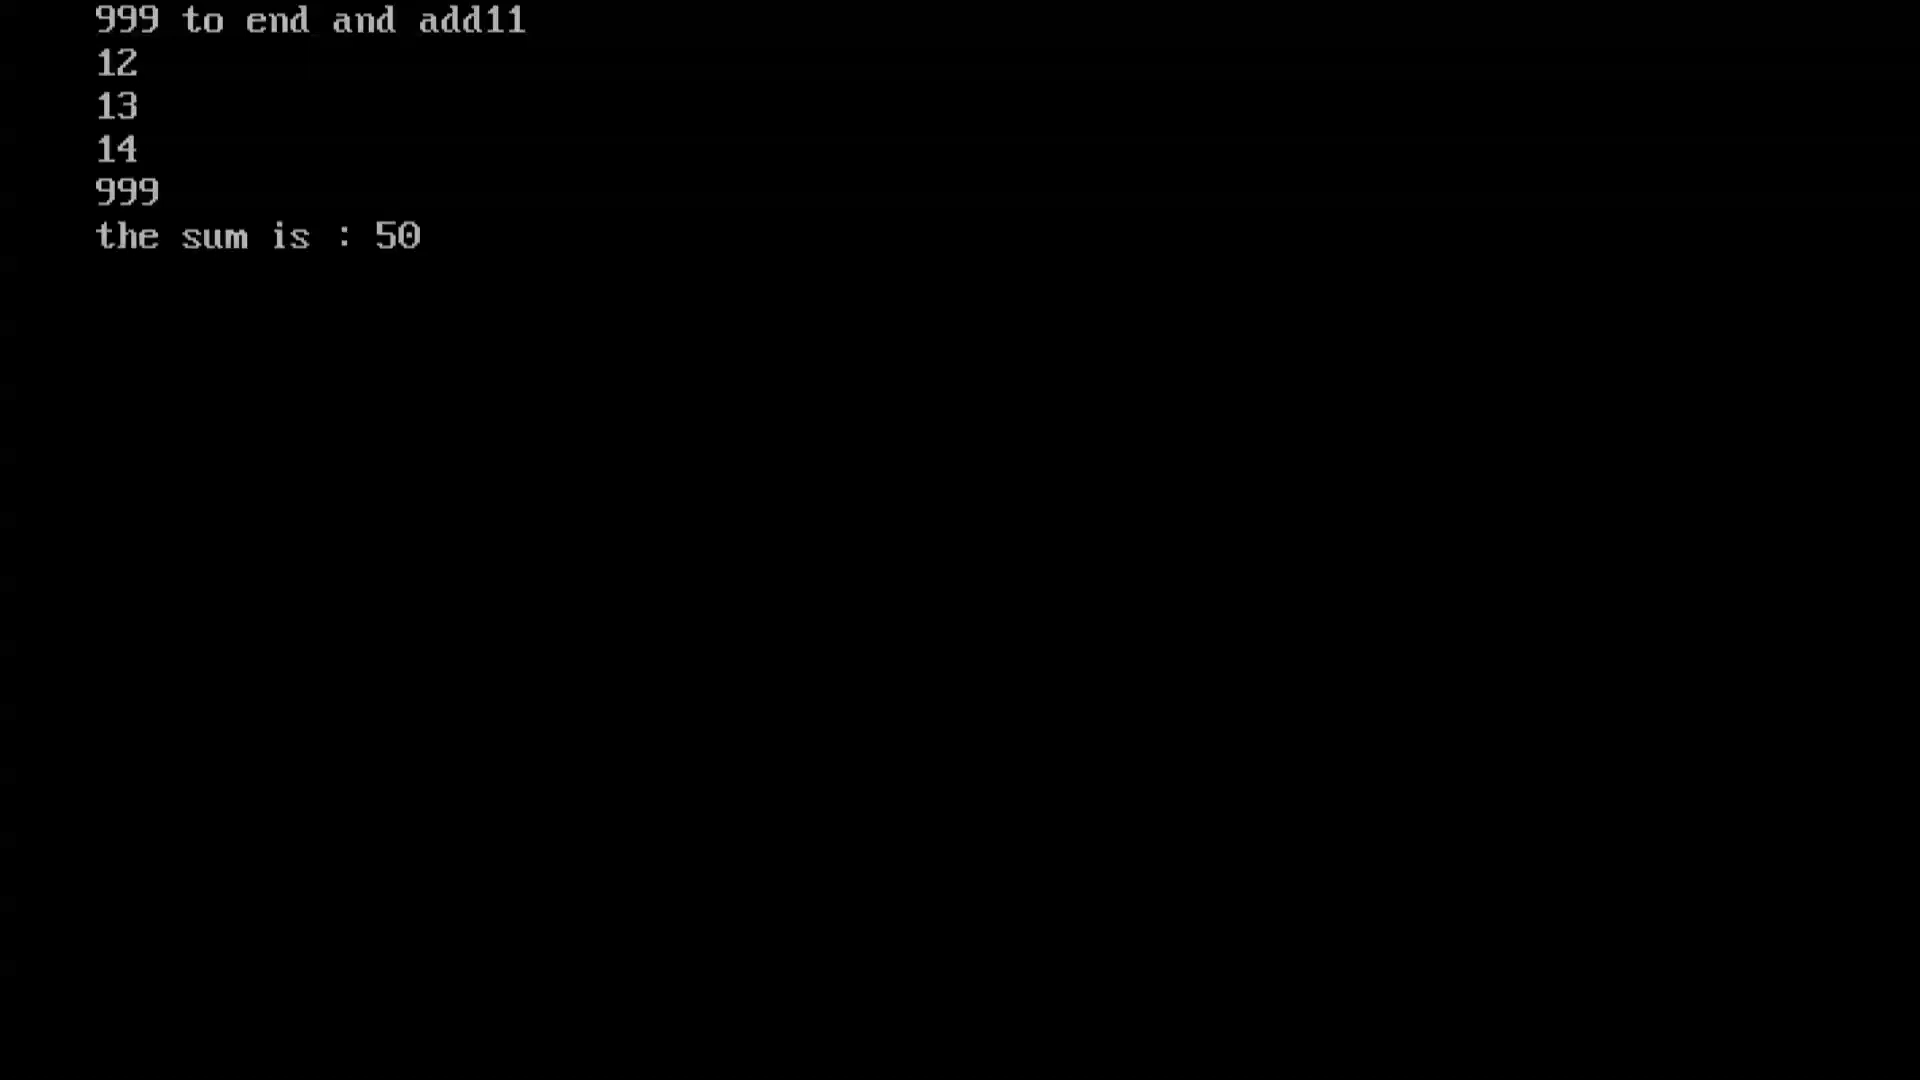 999 to end and add11
12
13
14
999
the sum is : 50